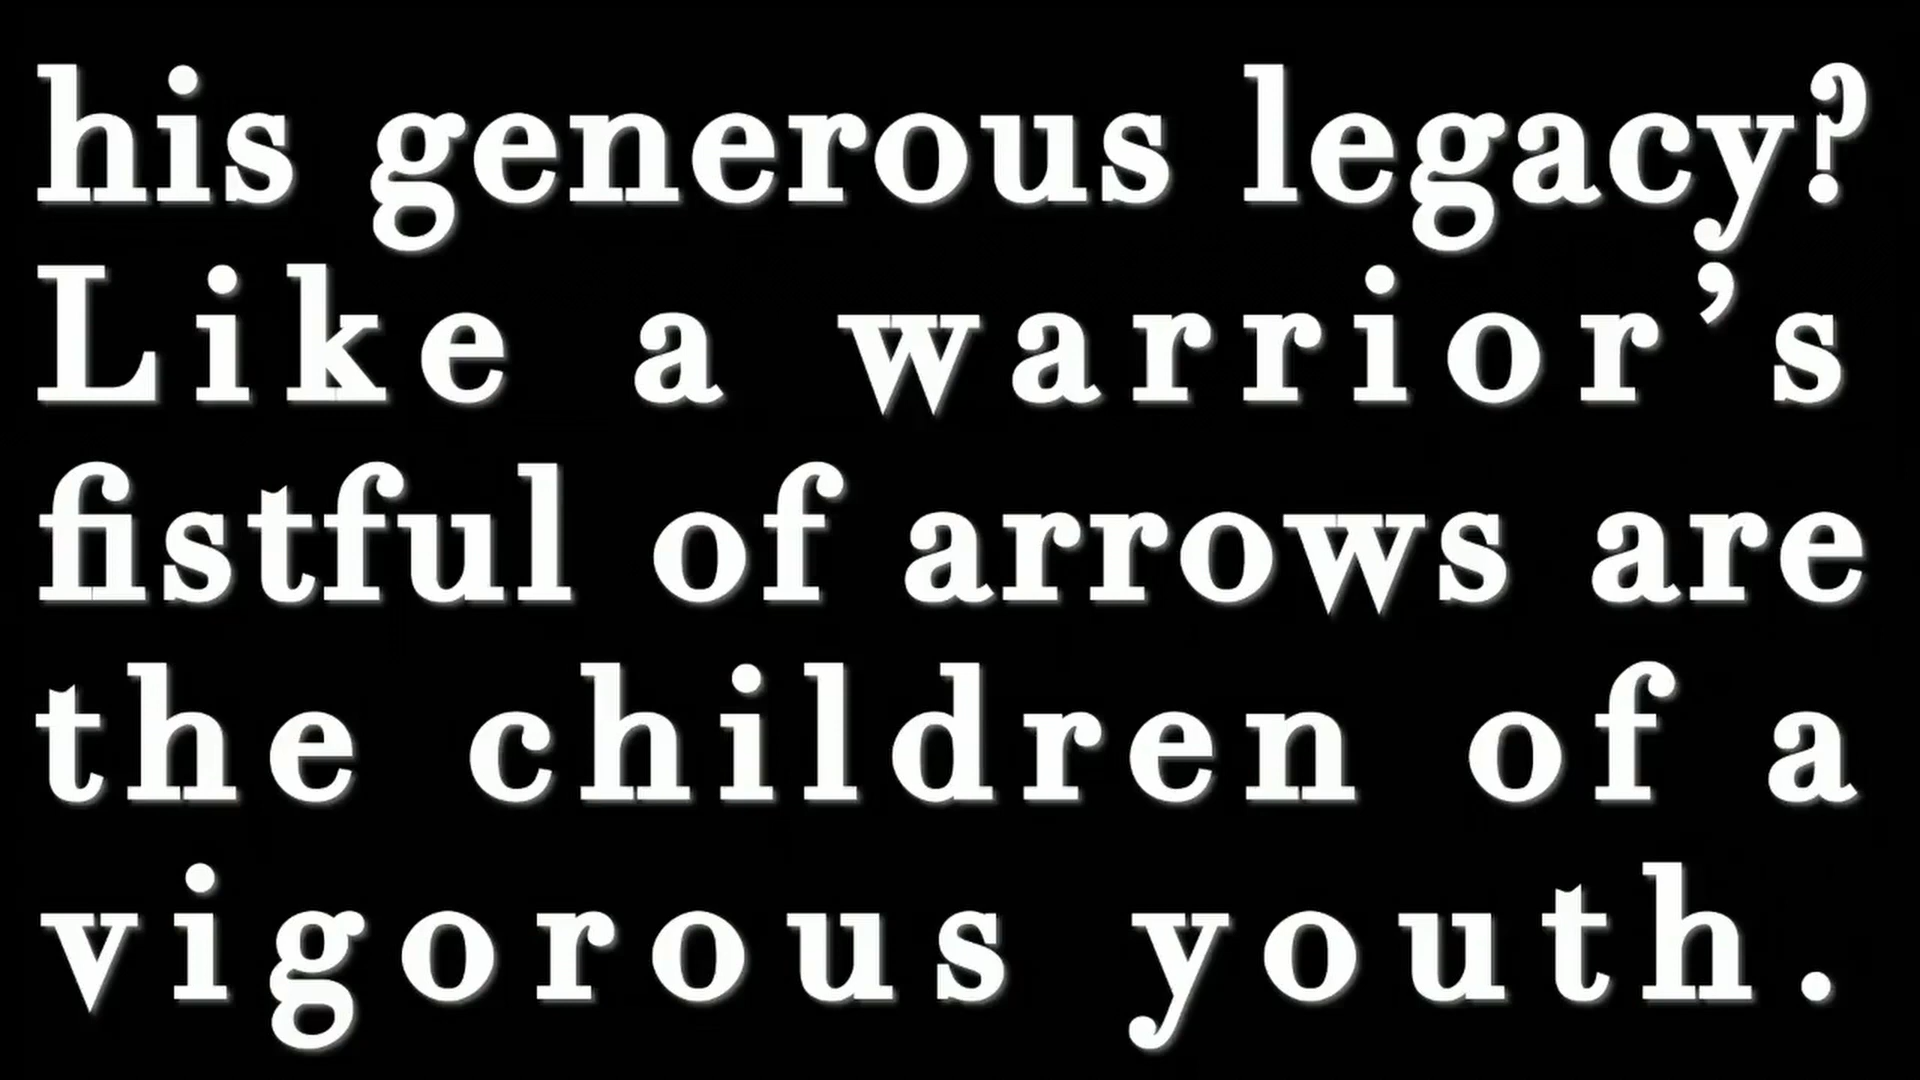 his generous legacy?
Like a warrior’s
fistful of arrows are
the children of a
vigorous youth.